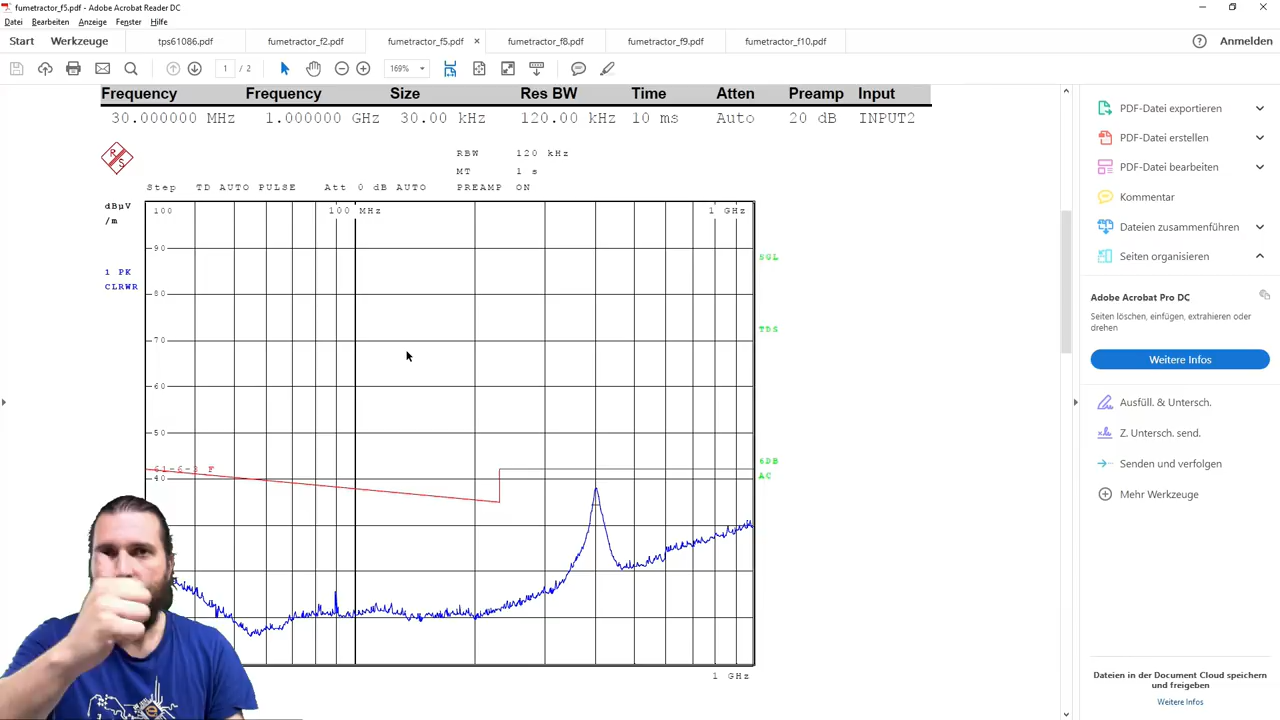 fumetractor_f5.pdf - Adobe Acrobat Reader DC
Datei Bearbeiten Anzeige Fenster Hilfe
Start Werkzeuge tps61086.pdf fumetractor_f2.pdf fumetractor_f5.pdf × fumetractor_f8.pdf fumetractor_f9.pdf fumetractor_f10.pdf Anmelden
1 / 2 169%
Frequency Frequency Size Res BW Time Atten Preamp Input
30.000000 MHz 1.000000 GHz 30.00 kHz 120.00 kHz 10 ms Auto 20 dB INPUT2
R S
RBW 120 kHz
MT 1 s
Step TD AUTO PULSE Att 0 dB AUTO PREAMP ON
dBµV 100 100 MHz 1 GHz
/m
90
SGL
1 PK
CLRWR 80
TDS
70
60
50
6DB
61-6-3 F
AC
40
1 GHz
PDF-Datei exportieren
PDF-Datei erstellen
PDF-Datei bearbeiten
Kommentar
Dateien zusammenführen
Seiten organisieren
Adobe Acrobat Pro DC
Seiten löschen, einfügen, extrahieren oder
drehen
Weitere Infos
Ausfüll. & Untersch.
Z. Untersch. send.
Senden und verfolgen
Mehr Werkzeuge
Dateien in der Document Cloud speichern
und freigeben
Weitere Infos